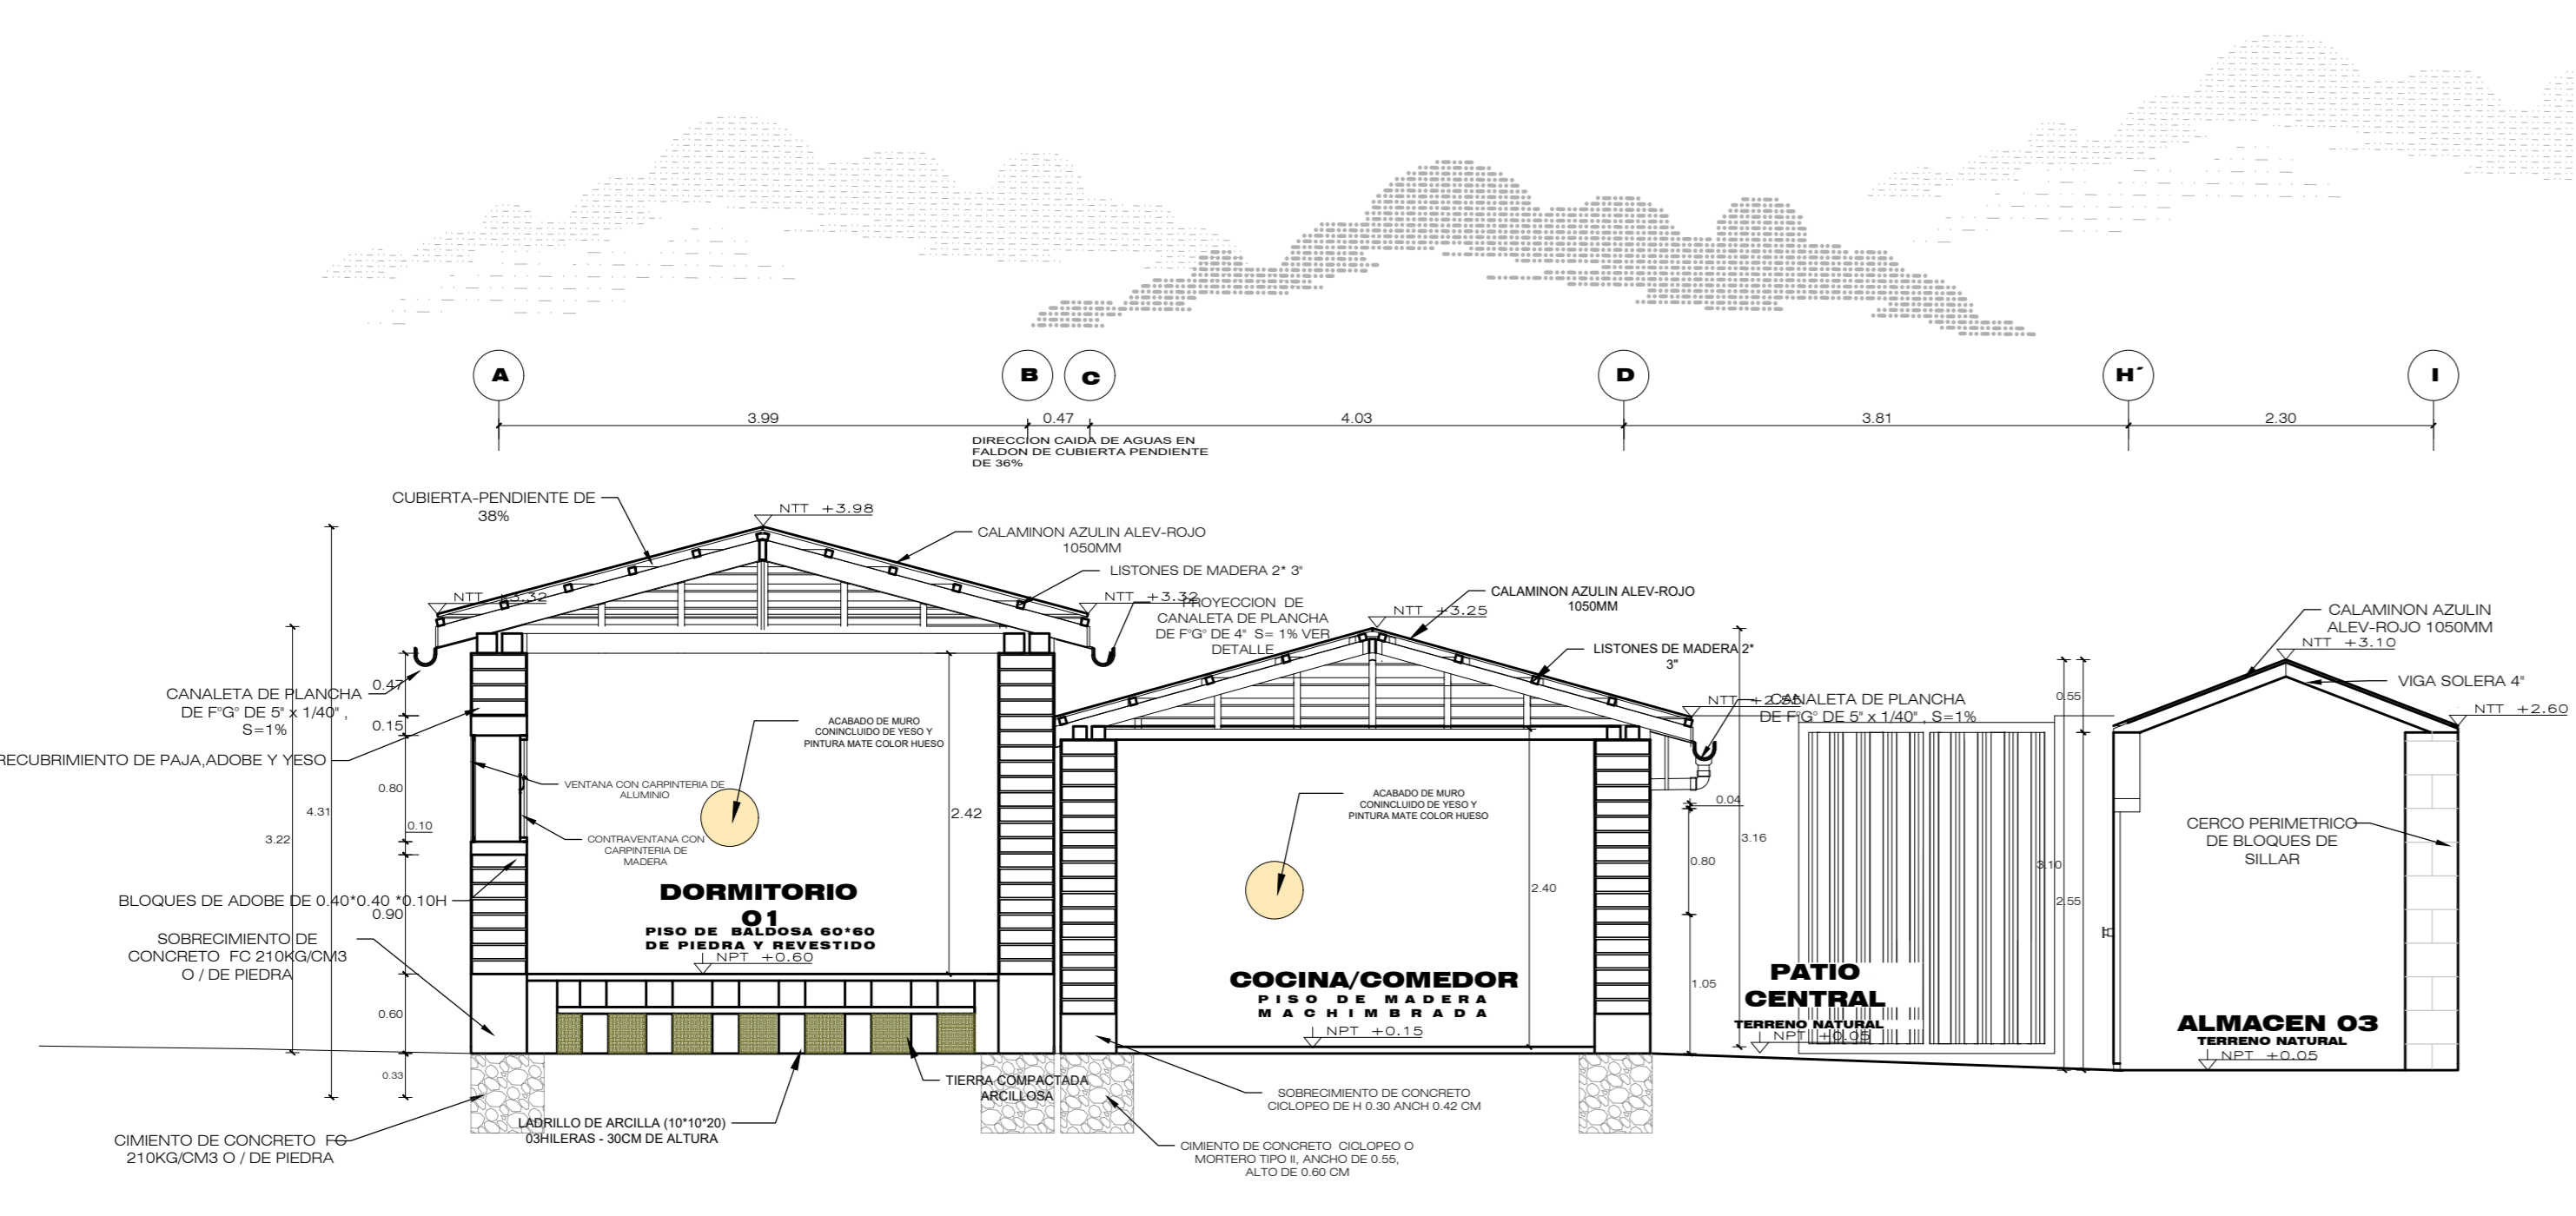 A
B
C
D
H´
I
3.99
0.47
4.03
3.81
2.30
DIRECCION CAIDA DE AGUAS EN
FALDON DE CUBIERTA PENDIENTE
DE 36%
CUBIERTA-PENDIENTE DE
38%
NTT +3.98
CALAMINON AZULIN ALEV-ROJO
1050MM
LISTONES DE MADERA 2* 3"
NTT +3.32
NTT +3.32
PROYECCION DE
CANALETA DE PLANCHA
DE F°G° DE 4" S= 1% VER
DETALLE
NTT +3.25
CALAMINON AZULIN ALEV-ROJO
1050MM
LISTONES DE MADERA 2*
3"
CALAMINON AZULIN
ALEV-ROJO 1050MM
NTT +3.10
VIGA SOLERA 4"
NTT +2.60
NTT
CANALETA DE PLANCHA
DE F°G° DE 5" x 1/40" , S=1%
CANALETA DE PLANCHA
DE F°G° DE 5" x 1/40" ,
S=1%
0.47
0.15
RECUBRIMIENTO DE PAJA,ADOBE Y YESO
0.80
4.31
3.22
0.10
VENTANA CON CARPINTERIA DE
ALUMINIO
CONTRAVENTANA CON
CARPINTERIA DE
MADERA
ACABADO DE MURO
CONINCLUIDO DE YESO Y
PINTURA MATE COLOR HUESO
2.42
ACABADO DE MURO
CONINCLUIDO DE YESO Y
PINTURA MATE COLOR HUESO
2.40
0.04
3.16
0.80
1.05
0.55
3.10
2.55
CERCO PERIMETRICO
DE BLOQUES DE
SILLAR
BLOQUES DE ADOBE DE 0.40*0.40 *0.10H
0.90
SOBRECIMIENTO DE
CONCRETO FC 210KG/CM3
O / DE PIEDRA
0.60
0.33
DORMITORIO
01
PISO DE BALDOSA 60*60
DE PIEDRA Y REVESTIDO
NPT +0.60
COCINA/COMEDOR
PISO DE MADERA
MACHIMBRADA
NPT +0.15
PATIO
CENTRAL
TERRENO NATURAL
NPT +0.05
ALMACEN 03
TERRENO NATURAL
NPT +0.05
TIERRA COMPACTADA
ARCILLOSA
LADRILLO DE ARCILLA (10*10*20)
03HILERAS - 30CM DE ALTURA
CIMIENTO DE CONCRETO FC
210KG/CM3 O / DE PIEDRA
SOBRECIMIENTO DE CONCRETO
CICLOPEO DE H 0.30 ANCH 0.42 CM
CIMIENTO DE CONCRETO CICLOPEO O
MORTERO TIPO II, ANCHO DE 0.55,
ALTO DE 0.60 CM